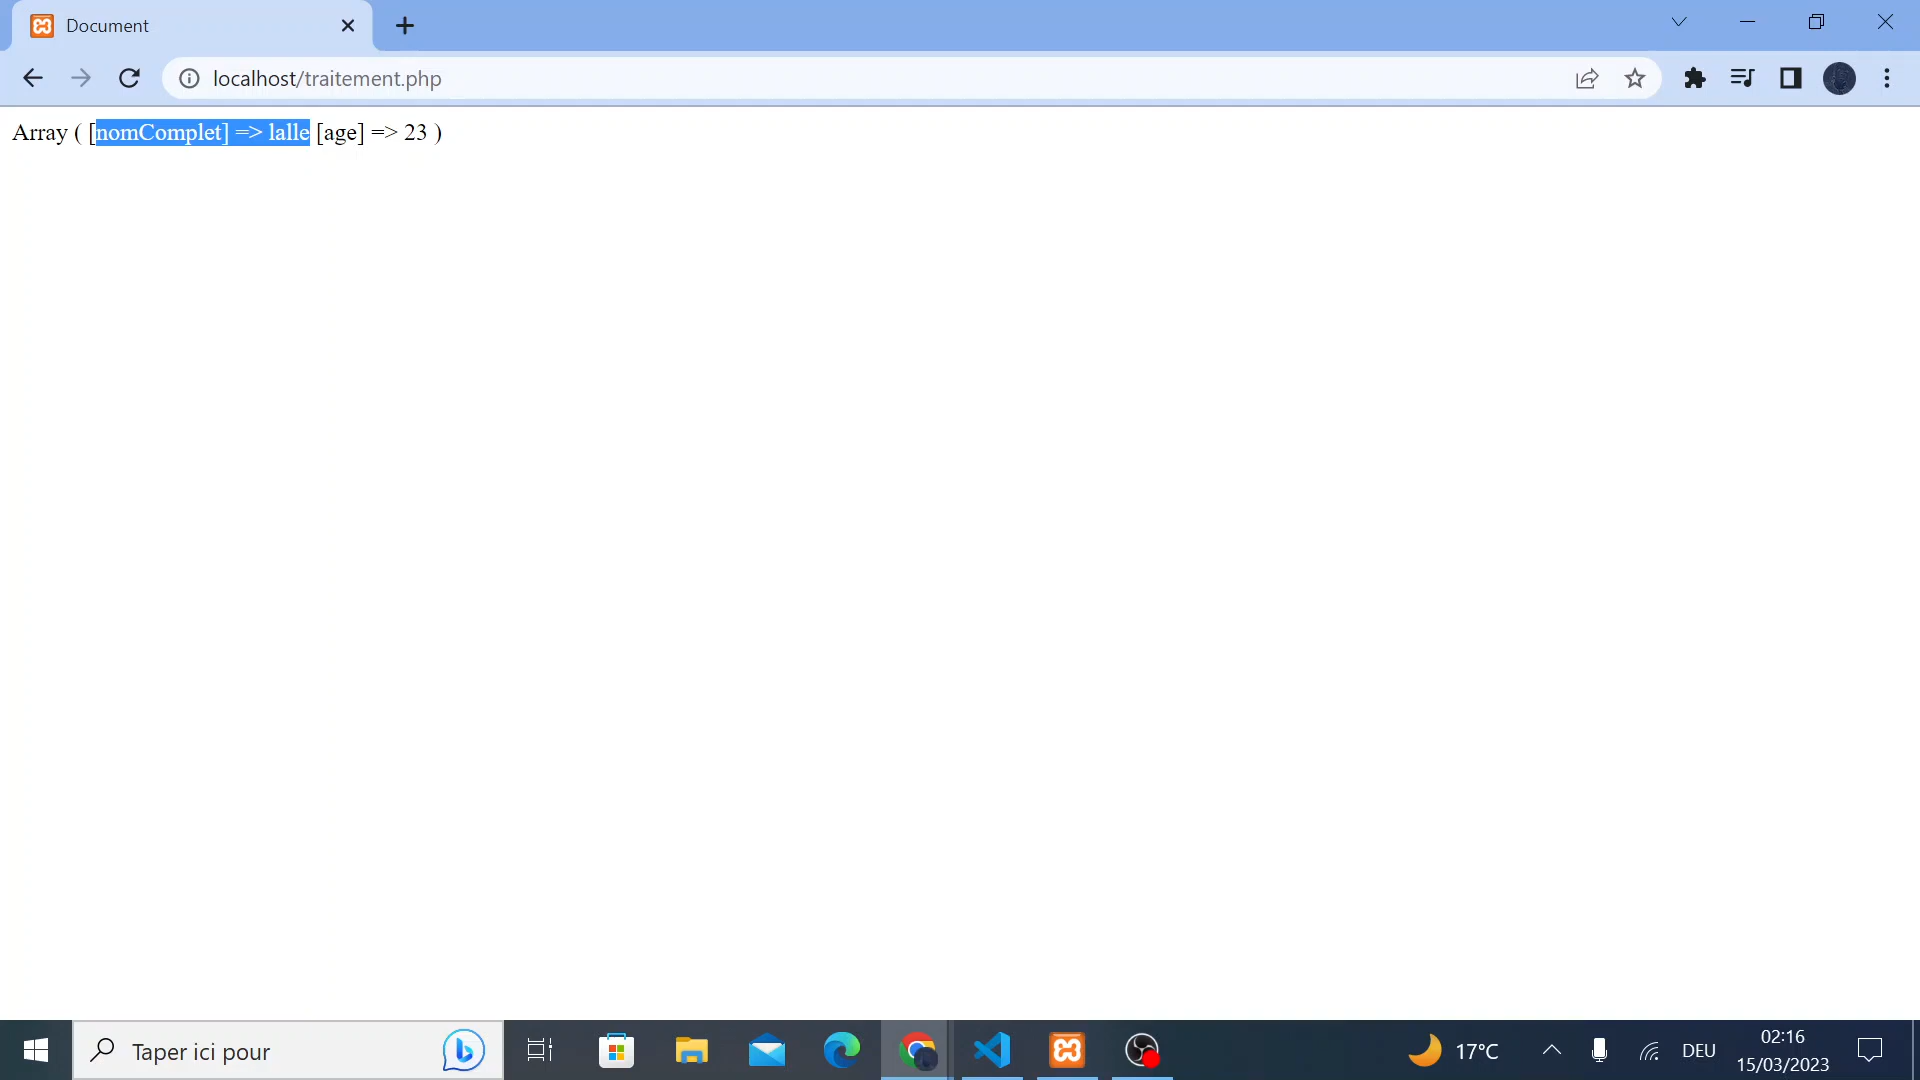 Document
localhost/traitement.php
Array ( [nomComplet] => lalle [age] => 23 )
Taper ici pour
17°C
DEU
02:16
15/03/2023